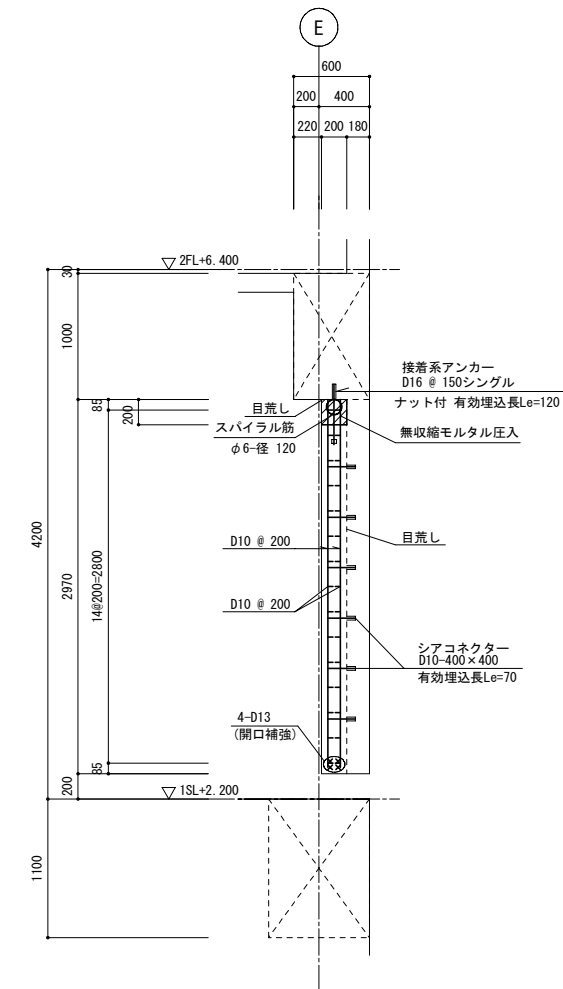 E
600
200 400
220 200 180
2FL+6.400
30
1000
85
200
接着系アンカー
D16 @ 150シングル
ナット付 有効埋込長Le=120
目荒し
スパイラル筋
φ6-径 120
無収縮モルタル圧入
4200
2970
14@200=2800
D10 @ 200
目荒し
D10 @ 200
シアコネクター
D10-400×400
有効埋込長Le=70
4-D13
(開口補強)
85
200
1SL+2.200
1100